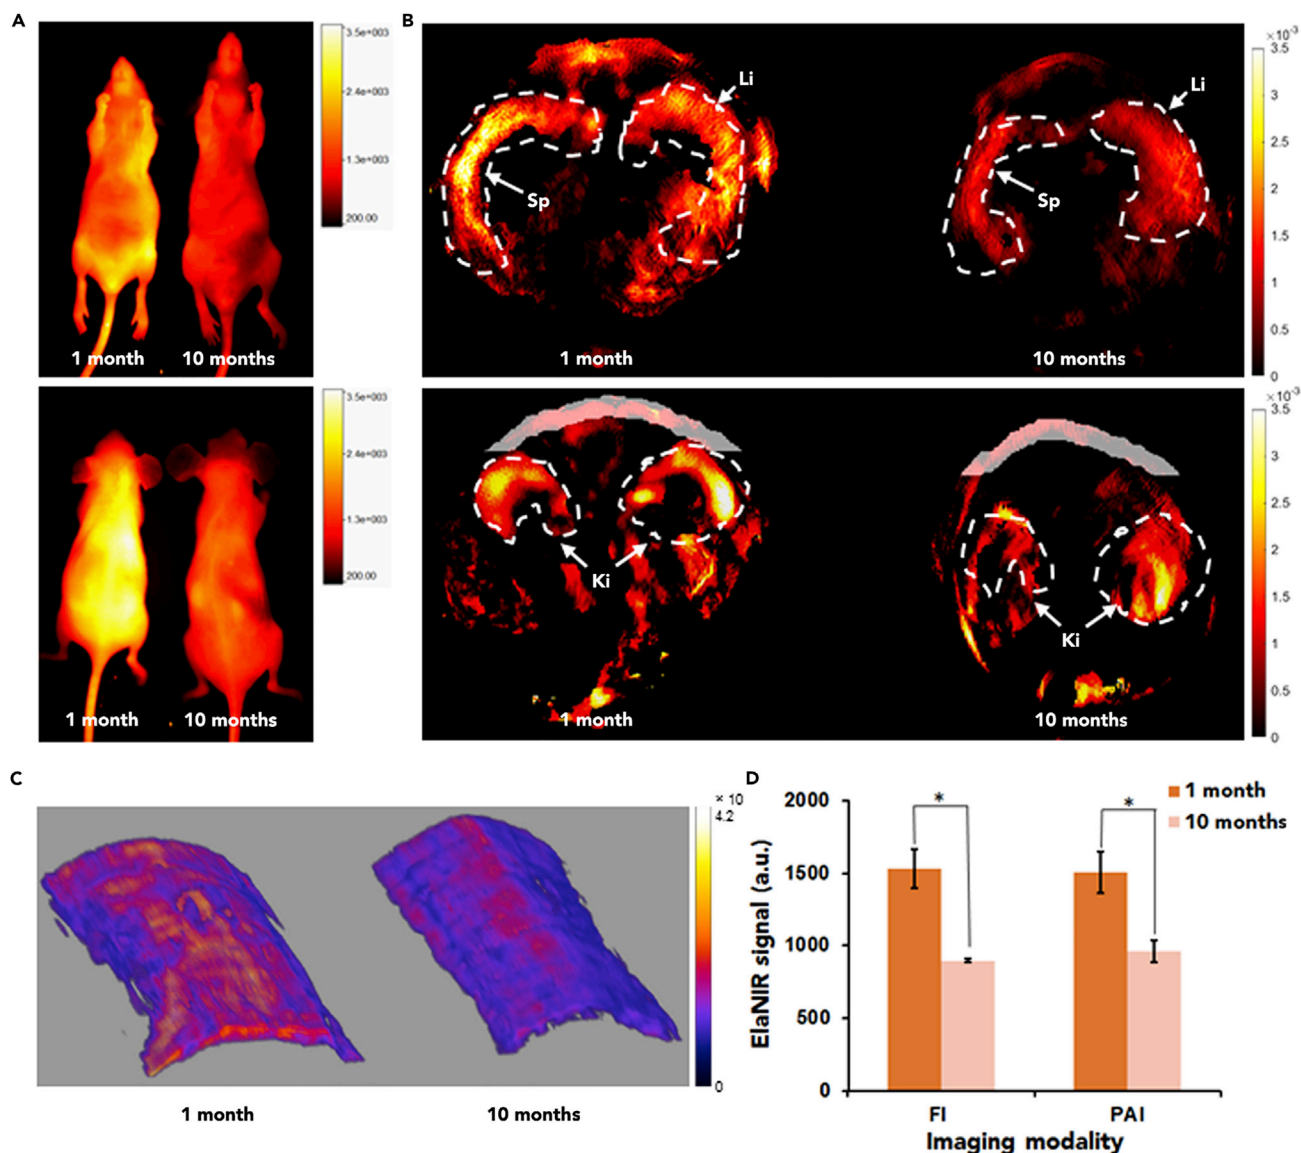 A
3.5e+003
2.4e+003
1.3e+003
200.00
1 month
10 months
3.5e+003
2.4e+003
1.3e+003
200.00
1 month
10 months
B
Li
Sp
1 month
Li
Sp
10 months
×10-3
3.5
3
2.5
2
1.5
1
0.5
0
Ki
1 month
Ki
10 months
×10-3
3.5
3
2.5
2
1.5
1
0.5
0
C
× 10
4.2
0
1 month
10 months
D
1 month
10 months
ElaNIR signal (a.u.)
2000
1500
1000
500
0
*
*
FI
PAI
Imaging modality